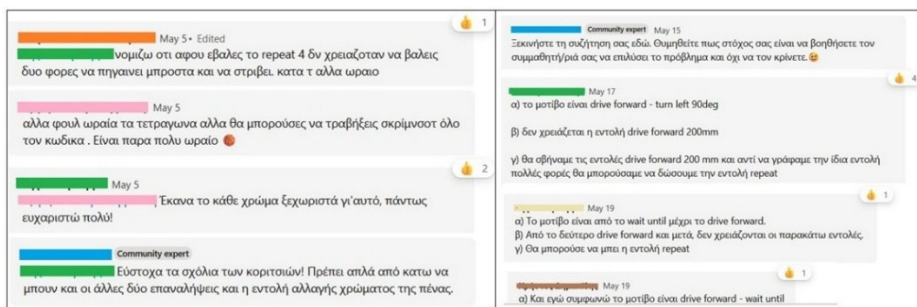 May 5 • Edited
1
νομιζω οτι αφου εβαλες το repeat 4 δν χρειαζοταν να βαλεις
δυο φορες να πηγαινει μπροστα και να στριβει. κατα τ αλλα ωραιο
May 5
αλλα φουλ ωραία τα τετραγωνα αλλα θα μπορούσες να τραβήξεις σκρίμνσοτ όλο
τον κωδικα . Είναι παρα πολυ ωραίο
2
May 5
Έκανα το κάθε χρώμα ξεχωριστά γι'αυτό, πάντως
ευχαριστώ πολύ!
Community expert
Εύστοχα τα σχόλια των κοριτσιών! Πρέπει απλά από κατω να
μπουν και οι άλλες δύο επαναλήψεις και η εντολή αλλαγής χρώματος της πένας.
Community expert May 15
Ξεκινήστε τη συζήτηση σας εδώ. Θυμηθείτε πως στόχος σας είναι να βοηθήσετε τον
συμμαθητή/ριά σας να επιλύσει το πρόβλημα και όχι να τον κρίνετε.
4
May 17
α) το μοτίβο είναι drive forward - turn left 90deg
β) δεν χρειάζεται η εντολή drive forward 200mm
γ) θα σβήναμε τις εντολές drive forward 200 mm και αντί να γράφαμε την ίδια εντολή
πολλές φορές θα μπορούσαμε να δώσουμε την εντολή repeat
1
May 19
α) Το μοτίβο είναι από το wait until μέχρι το drive forward.
β) Από το δεύτερο drive forward και μετά, δεν χρειάζονται οι παρακάτω εντολές.
γ) Θα μπορούσε να μπει η εντολή repeat
1
May 19
α) Και εγώ συμφωνώ το μοτίβο είναι drive forward - wait until